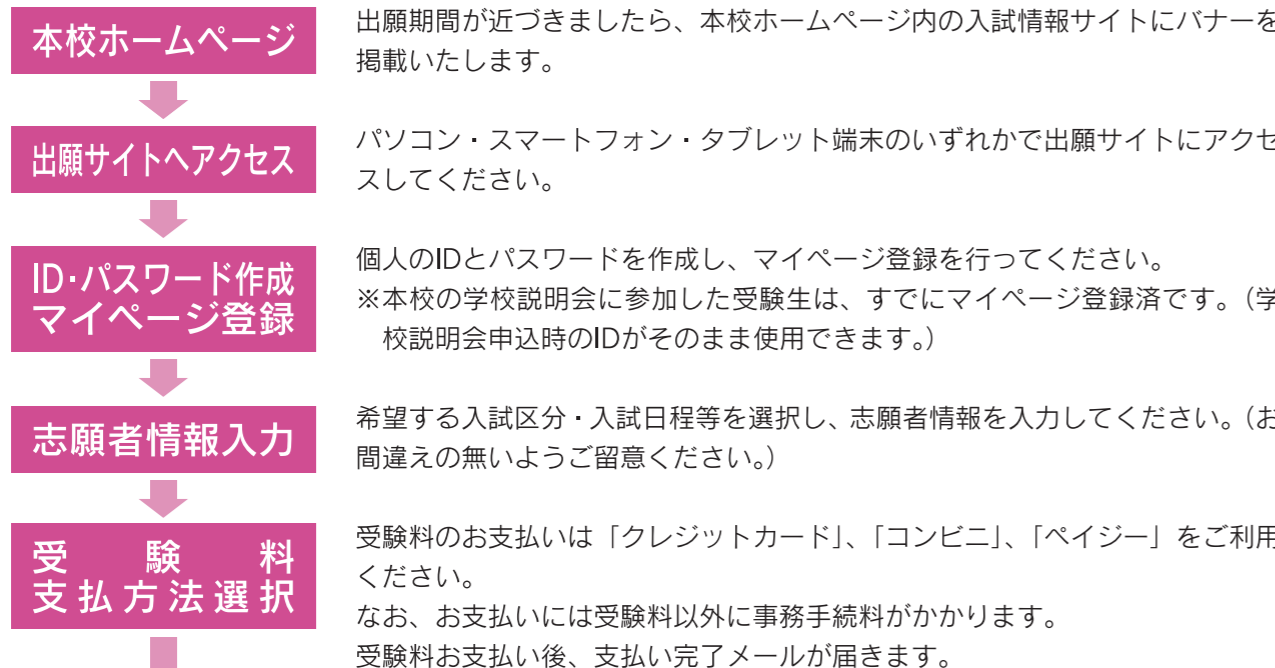 本校ホームページ
出願期間が近づきましたら、本校ホームページ内の入試情報サイトにバナーを
掲載いたします。
出願サイトへアクセス
パソコン・スマートフォン・タブレット端末のいずれかで出願サイトにアクセ
スしてください。
ID・パスワード作成
マイページ登録
個人のIDとパスワードを作成し、マイページ登録を行ってください。
※本校の学校説明会に参加した受験生は、すでにマイページ登録済です。（学
校説明会申込時のIDがそのまま使用できます。）
志願者情報入力
希望する入試区分・入試日程等を選択し、志願者情報を入力してください。（お
間違えの無いようご留意ください。）
受験料
支払方法選択
受験料のお支払いは「クレジットカード」、「コンビニ」、「ペイジー」をご利用
ください。
なお、お支払いには受験料以外に事務手続料がかかります。
受験料お支払い後、支払い完了メールが届きます。